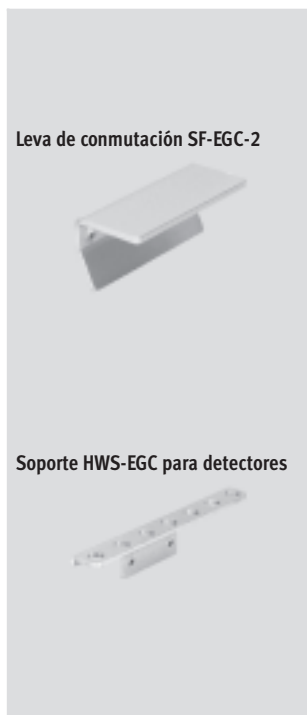 Leva de conmutación SF-EGC-2
Soporte HWS-EGC para detectores